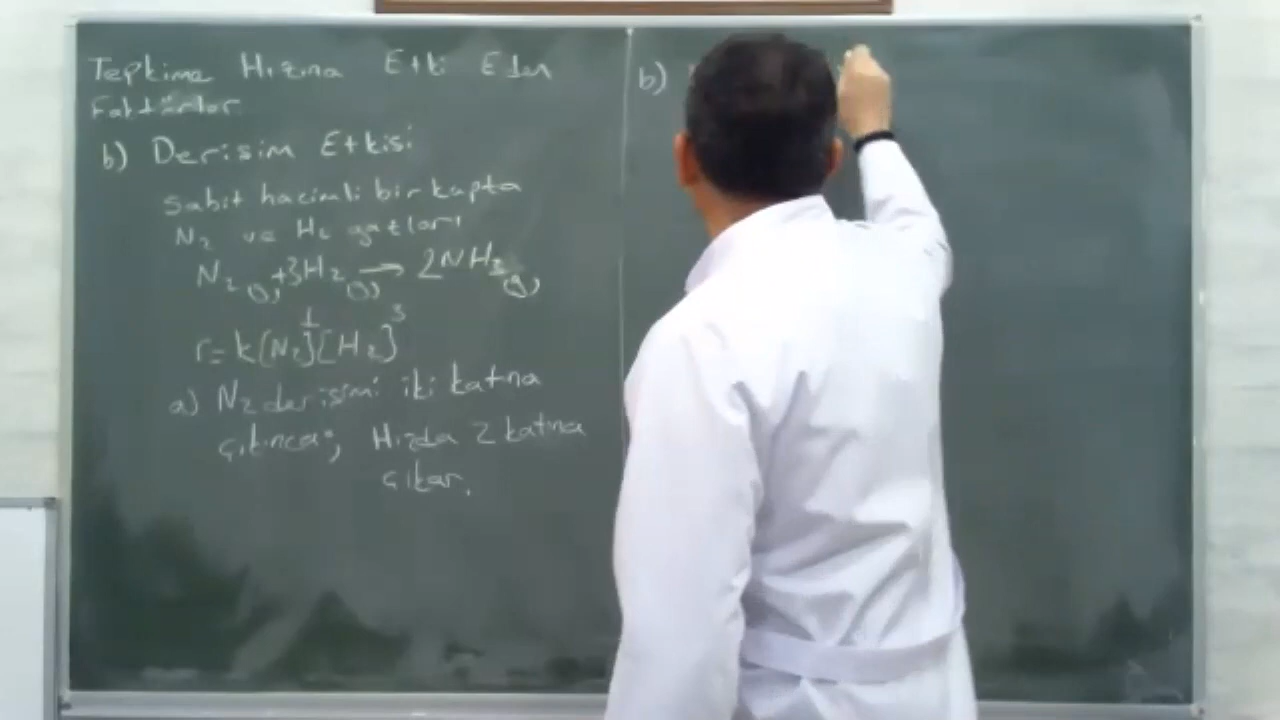 Tepkime Hızına Etki Eden
Faktörler
b) Derişim Etkisi
Sabit hacimli bir kapta
N₂ ve H₂ gazları
N₂(g) + 3H₂(g) → 2NH₃(g)
r = k[N₂]¹[H₂]³
a) N₂ derişimi iki katına
çıkınca; Hızda 2 katına
çıkar.
b)